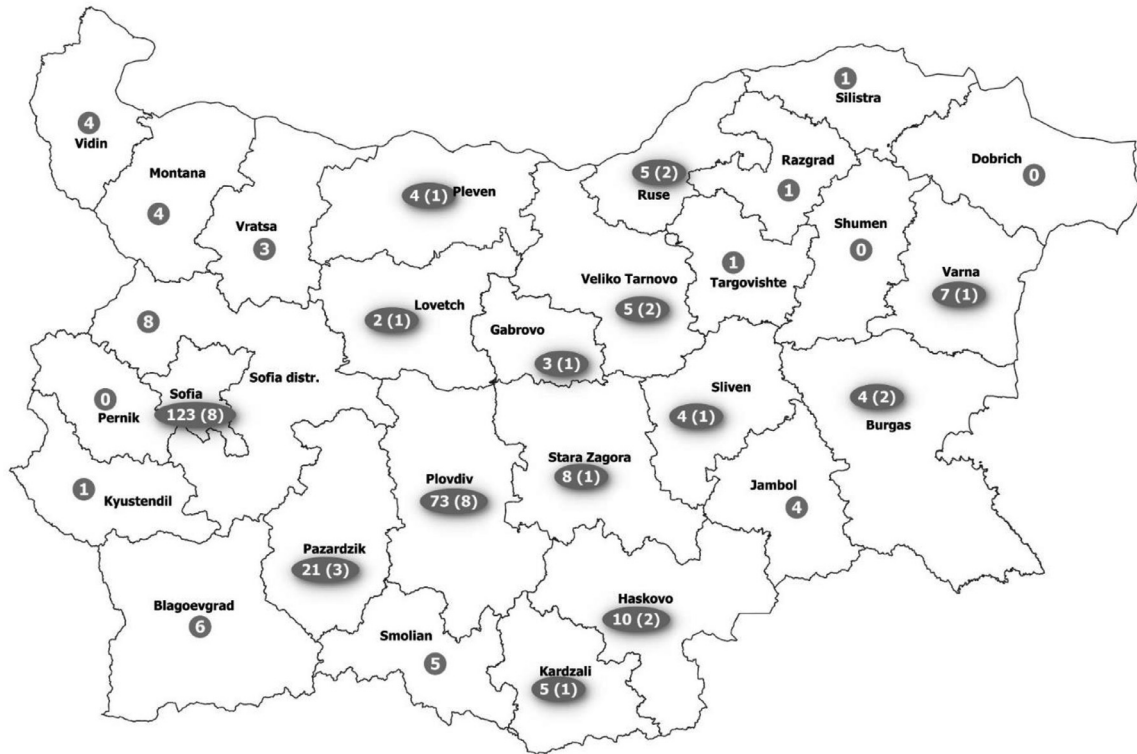 1
Silistra
4
Vidin
Razgrad
1
Dobrich
0
5 (2)
Ruse
Montana
4
4 (1) Pleven
Shumen
0
Vratsa
3
1
Targovishte
Varna
7 (1)
Veliko Tarnovo
5 (2)
Lovetch
2 (1)
Gabrovo
3 (1)
8
Sofia distr.
Sliven
4 (1)
4 (2)
Burgas
0
Pernik
Sofia
123 (8)
Stara Zagora
8 (1)
Plovdiv
73 (8)
Jambol
4
1
Kyustendil
Pazardzik
21 (3)
Haskovo
10 (2)
Blagoevgrad
6
Smolian
5
Kardzali
5 (1)